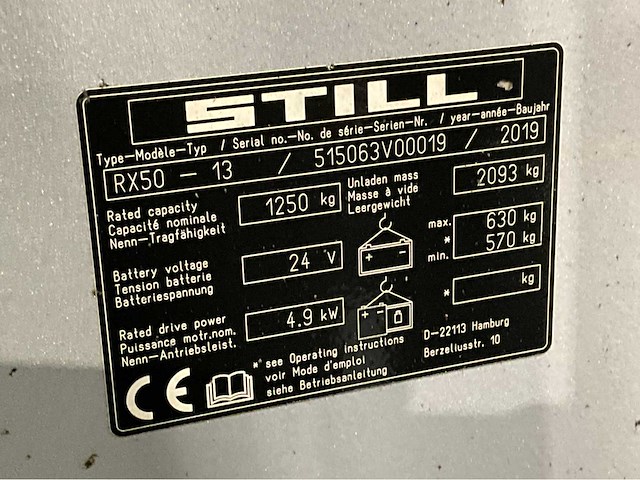 STILL
Type-Modèle-Typ / Serial no.-No. de série-Serien-Nr. / year-année-Baujahr
RX50 - 13 / 515063V00019 / 2019
Rated capacity
Capacité nominale
Nenn-Tragfähigkeit
1250 kg
Unladen mass
Masse à vide
Leergewicht
2093 kg
Battery voltage
Tension batterie
Batteriespannung
24 V
+ -
max. 630 kg
*
min. 570 kg
Rated drive power
Puissance motr.nom.
Nenn-Antriebsleist.
4.9 kW
+ -
* kg
"*" see Operating instructions
voir Mode d'emploi
siehe Betriebsanleitung
D-22113 Hamburg
Berzeliusstr. 10
CE